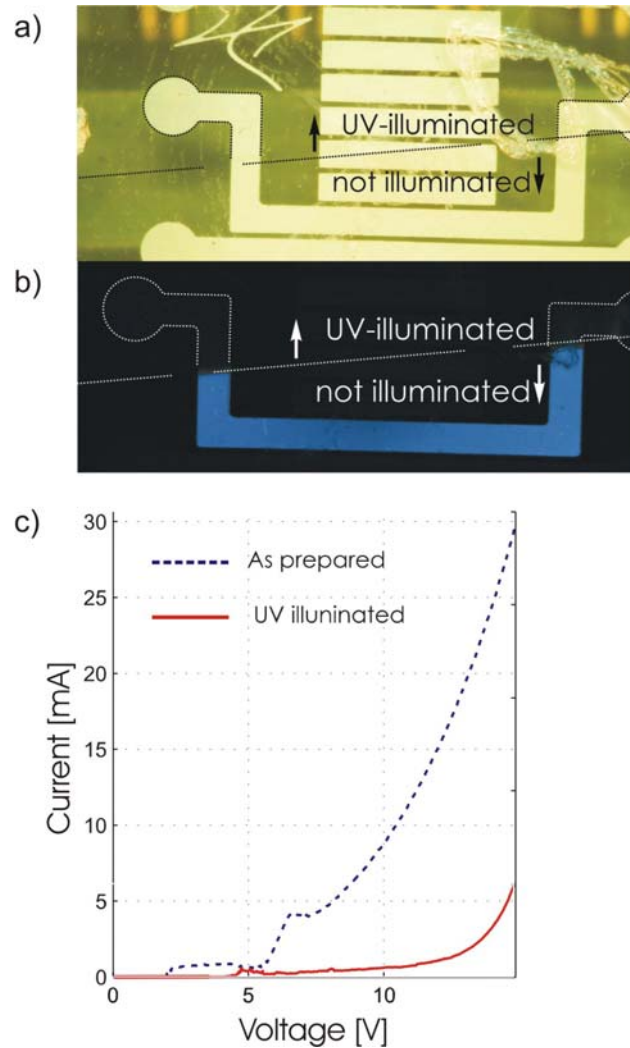 a)
UV-illuminated
not illuminated
b)
UV-illuminated
not illuminated
c)
30
25
20
15
10
5
0
As prepared
UV illuninated
Current [mA]
0
5
10
Voltage [V]